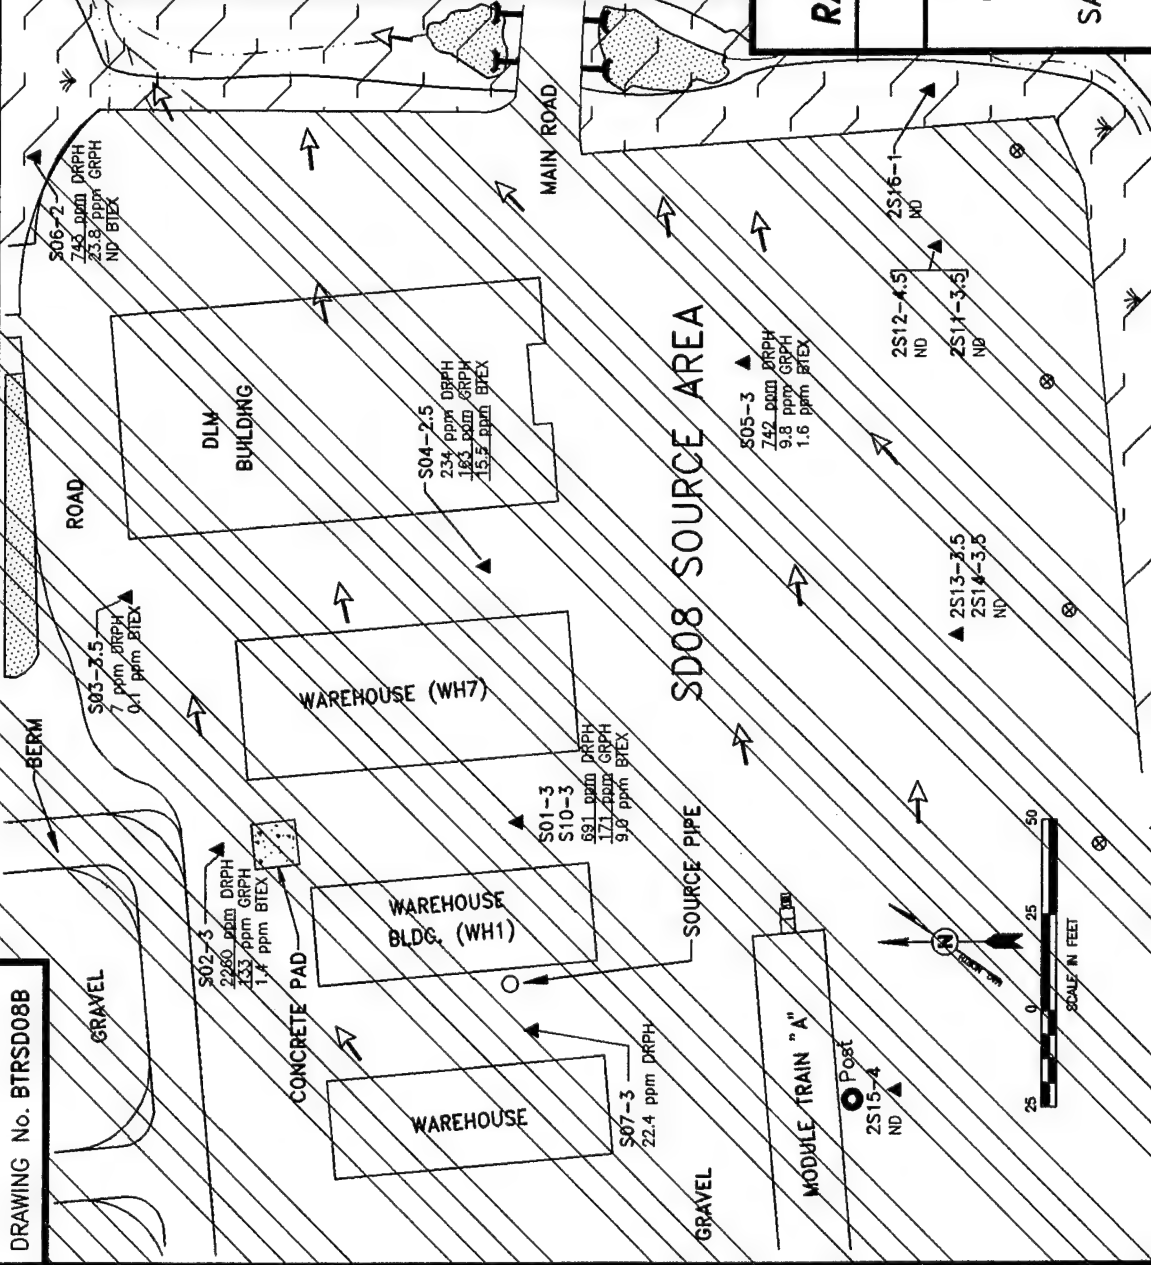 DRAWING No. BTRSD08B
S06-2
743 ppm DRPH
23.8 ppm GRPH
ND BTEX
MAIN ROAD
2S16-1
ND
2S12-4.5
ND
2S11-3.5
ND
DLM
BUILDING
ROAD
S04-2.5
234 ppm DRPH
163 ppm GRPH
15.5 ppm BTEX
SD08 SOURCE AREA
S05-3
742 ppm DRPH
9.8 ppm GRPH
1.6 ppm BTEX
2S13-3.5
2S14-3.5
ND
S03-3.5
7 ppm DRPH
0.1 ppm BTEX
WAREHOUSE (WH7)
BERM
S01-3
S10-3
691 ppm DRPH
171 ppm GRPH
9.0 ppm BTEX
S02-3
2260 ppm DRPH
133 ppm GRPH
1.4 ppm BTEX
WAREHOUSE
BLDG. (WH1)
SOURCE PIPE
CONCRETE PAD
GRAVEL
WAREHOUSE
S07-3
22.4 ppm DRPH
GRAVEL
MODULE TRAIN "A"
Post
2S15-4
ND
N
25 0 25 50
SCALE IN FEET